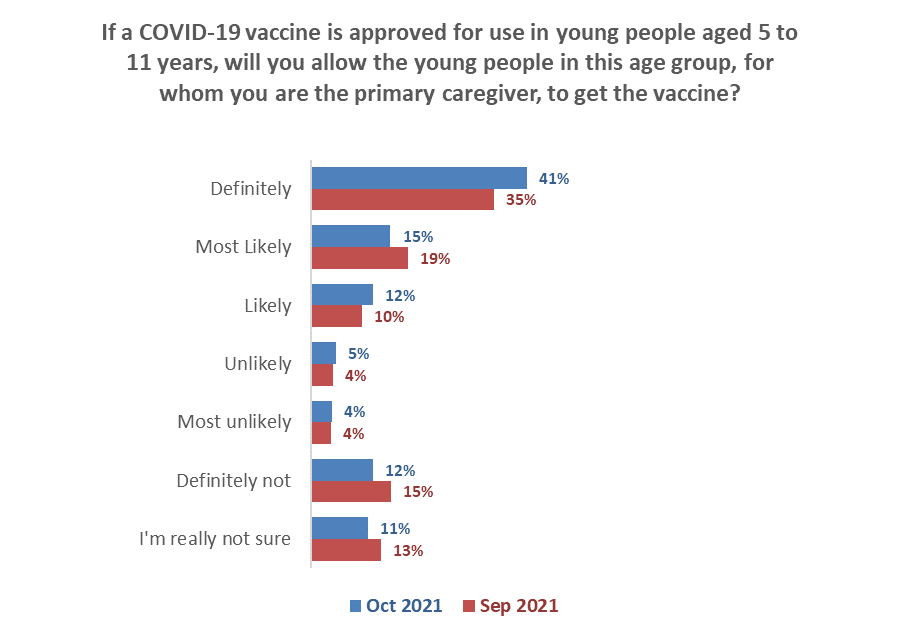 If a COVID-19 vaccine is approved for use in young people aged 5 to
11 years, will you allow the young people in this age group, for
whom you are the primary caregiver, to get the vaccine?
Definitely
41%
35%
Most Likely
15%
19%
Likely
12%
10%
Unlikely
5%
4%
Most unlikely
4%
4%
Definitely not
12%
15%
I'm really not sure
11%
13%
Oct 2021 Sep 2021